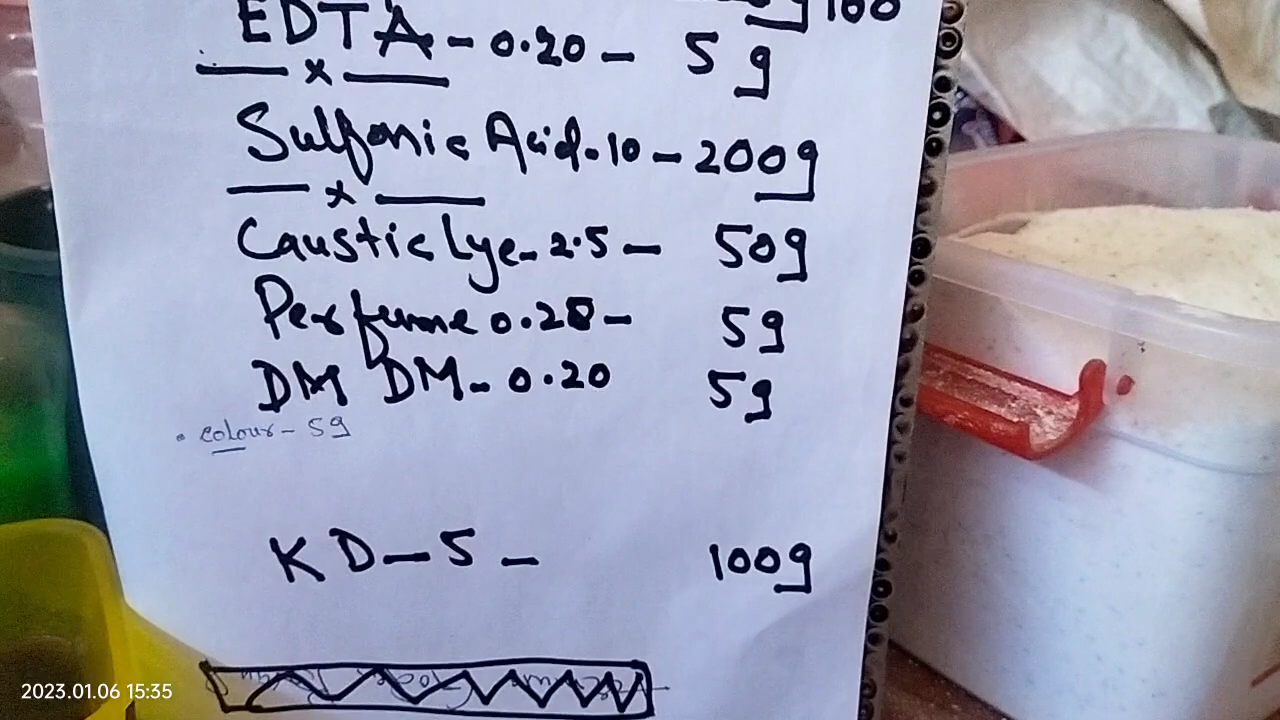 g 100
EDTA - 0.20 - 5g
— x —
Sulfonic Acid - 10 - 200g
— x —
Caustic Lye - 2.5 - 50g
Perfume 0.28 - 5g
DM DM - 0.20 5g
• colour - 5g
KD - 5 - 100g
2023.01.06 15:35